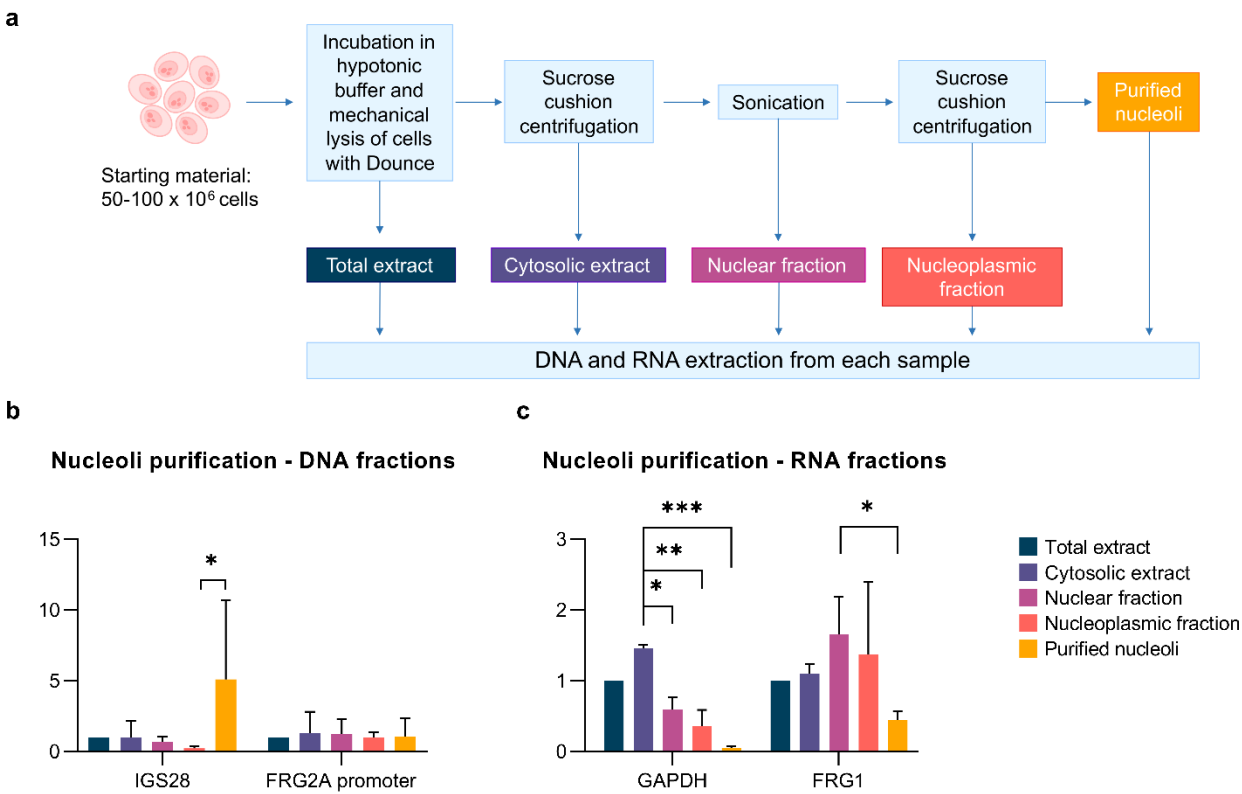 a
Incubation in
hypotonic
buffer and
mechanical
lysis of cells
with Dounce
Sucrose
cushion
centrifugation
Sonication
Sucrose
cushion
centrifugation
Purified
nucleoli
Starting material:
50-100 x 10⁶ cells
Total extract
Cytosolic extract
Nuclear fraction
Nucleoplasmic
fraction
DNA and RNA extraction from each sample
b
Nucleoli purification - DNA fractions
15
10
5
0
*
IGS28
FRG2A promoter
c
Nucleoli purification - RNA fractions
3
2
1
0
***
**
*
*
GAPDH
FRG1
Total extract
Cytosolic extract
Nuclear fraction
Nucleoplasmic fraction
Purified nucleoli